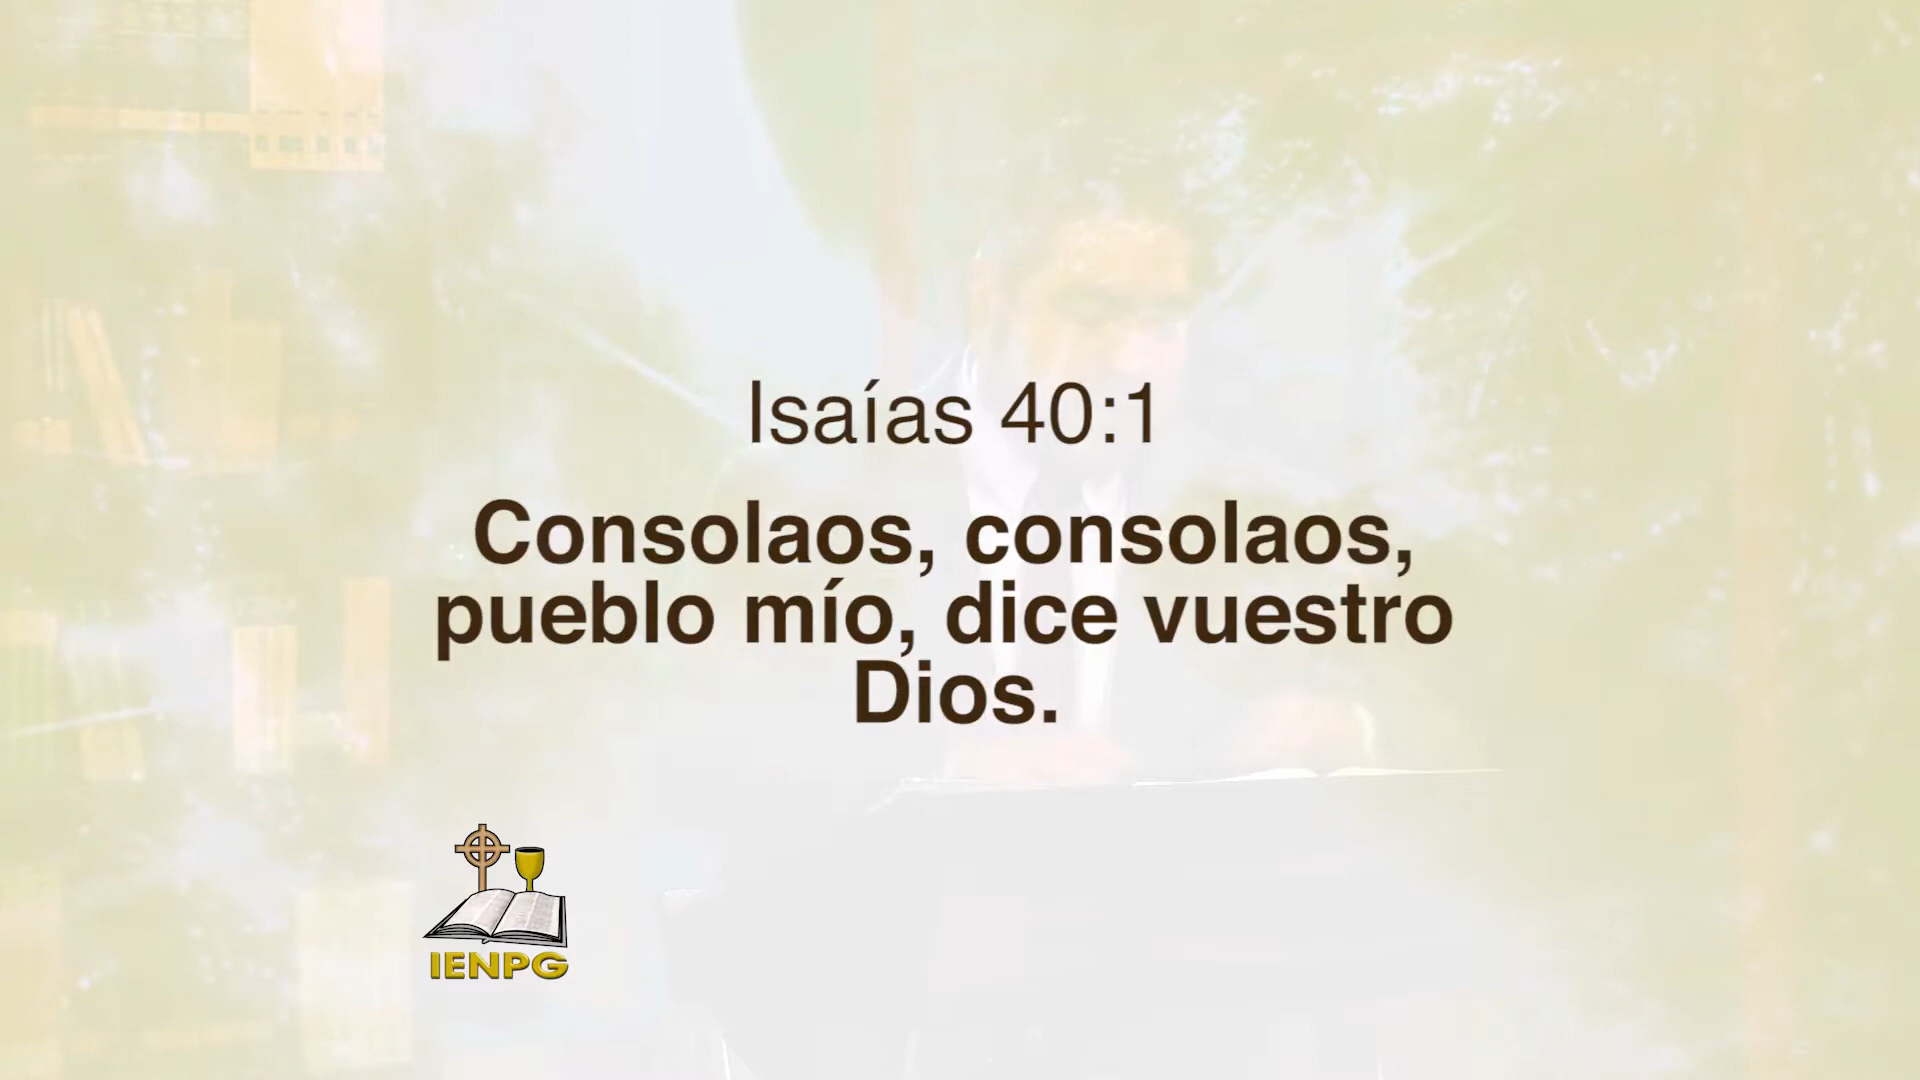 Isaías 40:1
Consolaos, consolaos,
pueblo mío, dice vuestro
Dios.
IENPG